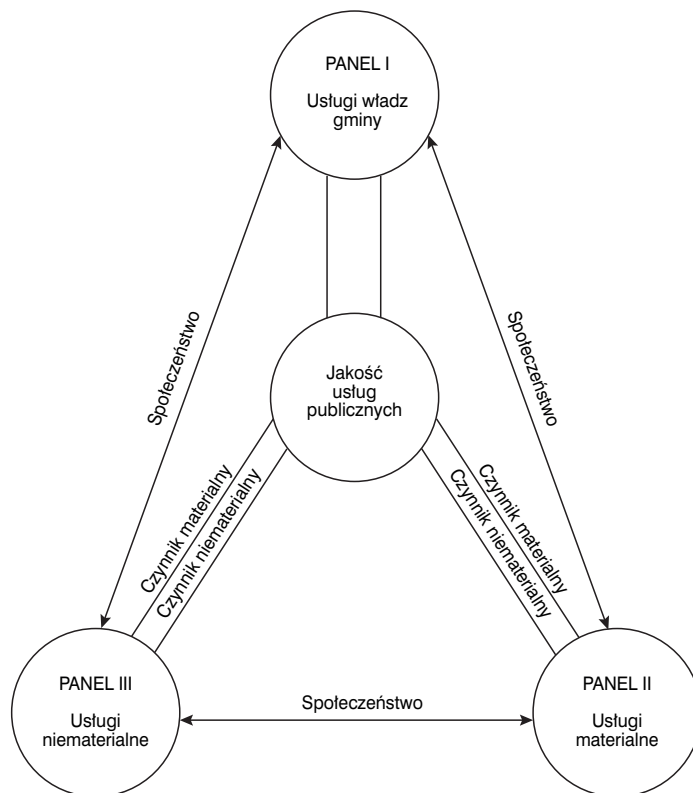 PANEL I
Usługi władz
gminy
Społeczeństwo
Społeczeństwo
Jakość
usług
publicznych
Czynnik materialny
Czynnik niematerialny
Czynnik materialny
Czynnik niematerialny
PANEL III
Usługi
niematerialne
Społeczeństwo
PANEL II
Usługi
materialne